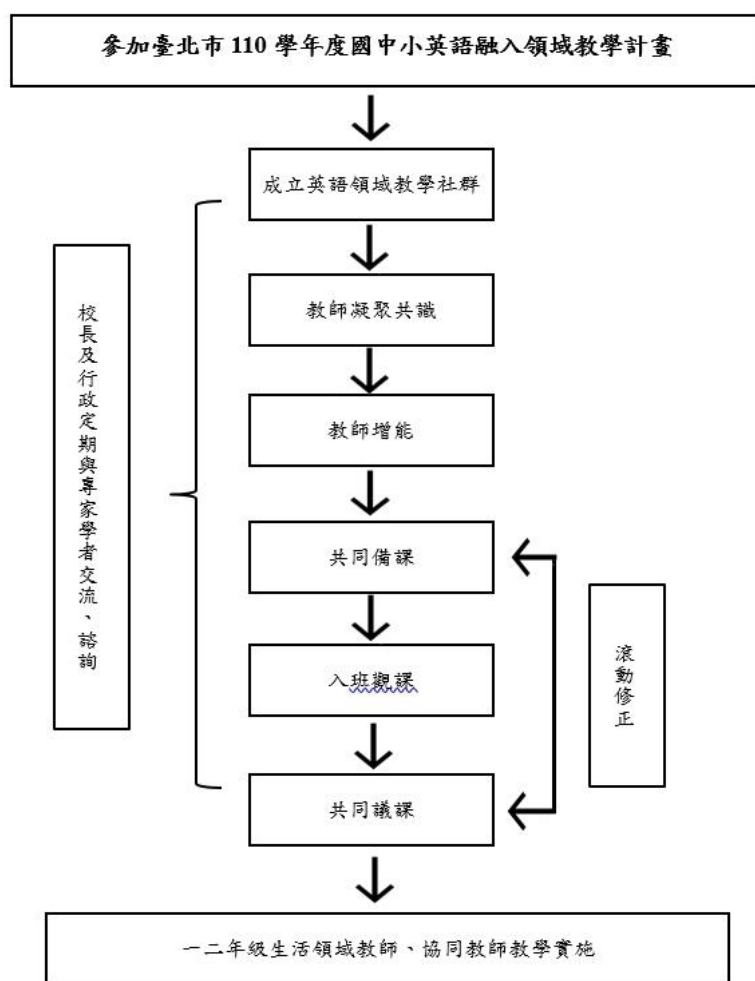 參加臺北市 110 學年度國中小英語融入領域教學計畫
成立英語領域教學社群
教師凝聚共識
教師增能
共同備課
入班觀課
共同議課
一二年級生活領域教師、協同教師教學實施
校長及行政定期與專家學者交流、諮詢
滾動修正